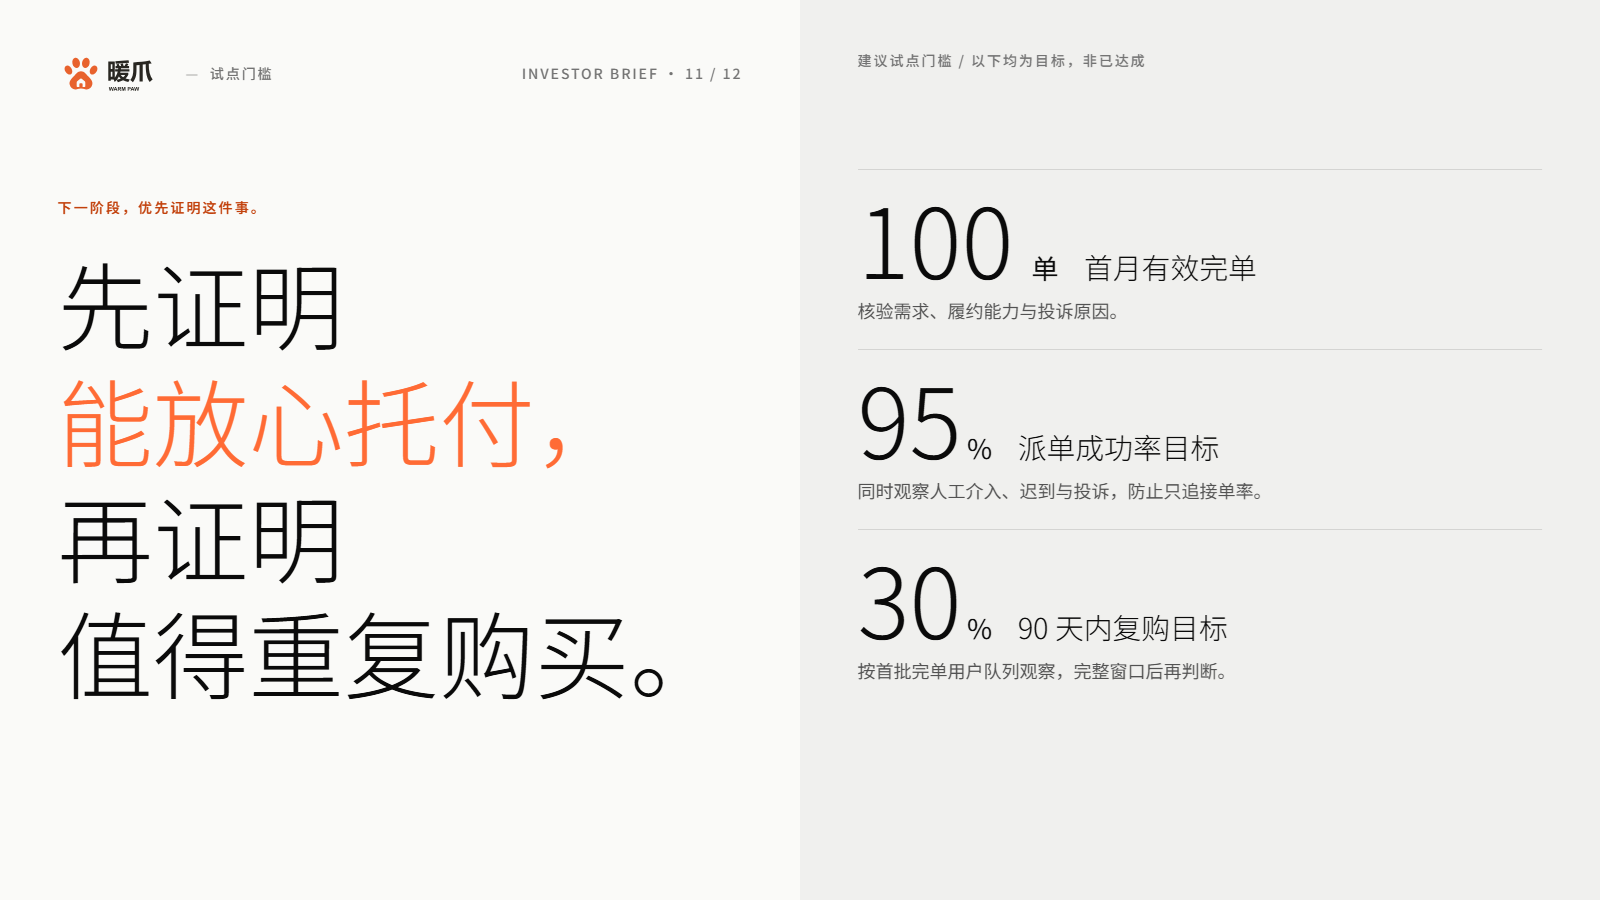 暖爪
WARM PAW
— 试点门槛
INVESTOR BRIEF • 11 / 12
下一阶段，优先证明这件事。
先证明
能放心托付，
再证明
值得重复购买。
建议试点门槛 / 以下均为目标，非已达成
100 单 首月有效完单
核验需求、履约能力与投诉原因。
95 % 派单成功率目标
同时观察人工介入、迟到与投诉，防止只追接单率。
30 % 90 天内复购目标
按首批完单用户队列观察，完整窗口后再判断。